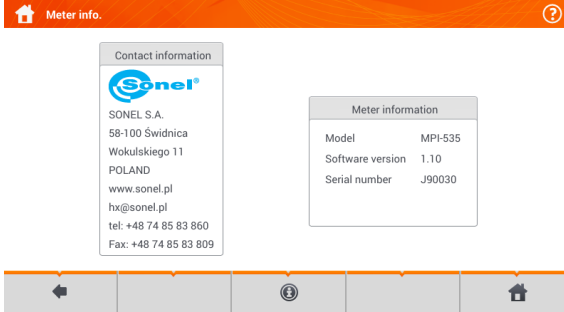 Meter info.
Contact information
Sonel®
SONEL S.A.
58-100 Świdnica
Wokulskiego 11
POLAND
www.sonel.pl
hx@sonel.pl
tel: +48 74 85 83 860
Fax: +48 74 85 83 809
Meter information
Model MPI-535
Software version 1.10
Serial number J90030